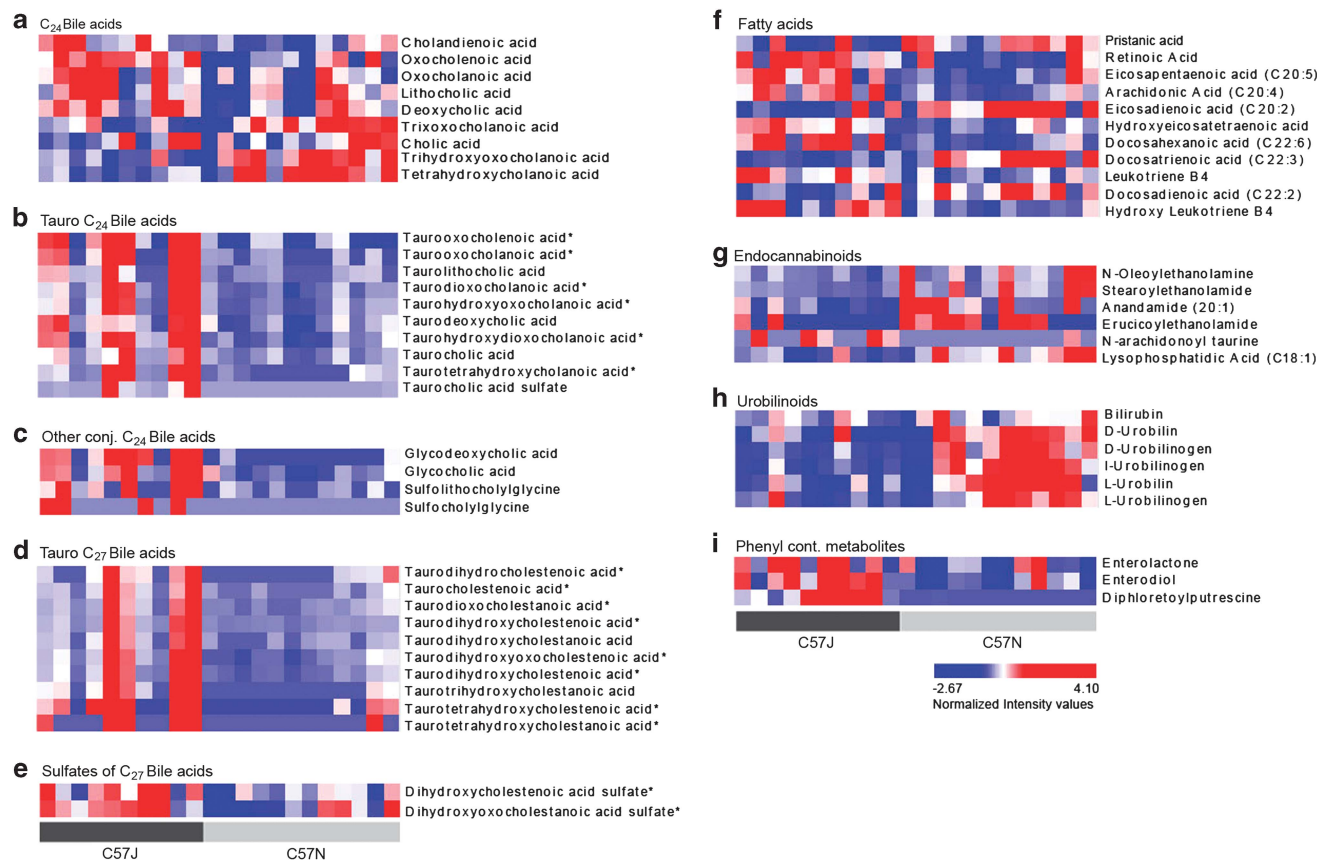 a C24Bile acids
Cholandienoic acid
Oxocholenoic acid
Oxocholanoic acid
Lithocholic acid
Deoxycholic acid
Trixoxocholanoic acid
Cholic acid
Trihydroxyoxocholanoic acid
Tetrahydroxycholanoic acid
b Tauro C24 Bile acids
Taurooxocholenoic acid*
Taurooxocholanoic acid*
Taurolithocholic acid
Taurodioxocholanoic acid*
Taurohydroxyoxocholanoic acid*
Taurodeoxycholic acid
Taurohydroxydioxocholanoic acid*
Taurocholic acid
Taurotetrahydroxycholanoic acid*
Taurocholic acid sulfate
c Other conj. C24 Bile acids
Glycodeoxycholic acid
Glycocholic acid
Sulfolithocholylglycine
Sulfocholylglycine
d Tauro C27 Bile acids
Taurodihydrocholestenoic acid*
Taurocholestenoic acid*
Taurodioxocholestanoic acid*
Taurodihydroxycholestenoic acid*
Taurodihydroxycholestanoic acid
Taurodihydroxyoxocholestenoic acid*
Taurodihydroxycholestenoic acid*
Taurotrihydroxycholestanoic acid
Taurotetrahydroxycholestenoic acid*
Taurotetrahydroxycholestanoic acid*
e Sulfates of C27 Bile acids
Dihydroxycholestenoic acid sulfate*
Dihydroxyoxocholestanoic acid sulfate*
C57J C57N
f Fatty acids
Pristanic acid
Retinoic Acid
Eicosapentaenoic acid (C20:5)
Arachidonic Acid (C20:4)
Eicosadienoic acid (C20:2)
Hydroxyeicosatetraenoic acid
Docosahexanoic acid (C22:6)
Docosatrienoic acid (C22:3)
Leukotriene B4
Docosadienoic acid (C22:2)
Hydroxy Leukotriene B4
g Endocannabinoids
N-Oleoylethanolamine
Stearoylethanolamide
Anandamide (20:1)
Erucicoylethanolamide
N-arachidonoyl taurine
Lysophosphatidic Acid (C18:1)
h Urobilinoids
Bilirubin
D-Urobilin
D-Urobilinogen
I-Urobilinogen
L-Urobilin
L-Urobilinogen
i Phenyl cont. metabolites
Enterolactone
Enterodiol
Diphloretoylputrescine
C57J C57N
-2.67 4.10
Normalized Intensity values